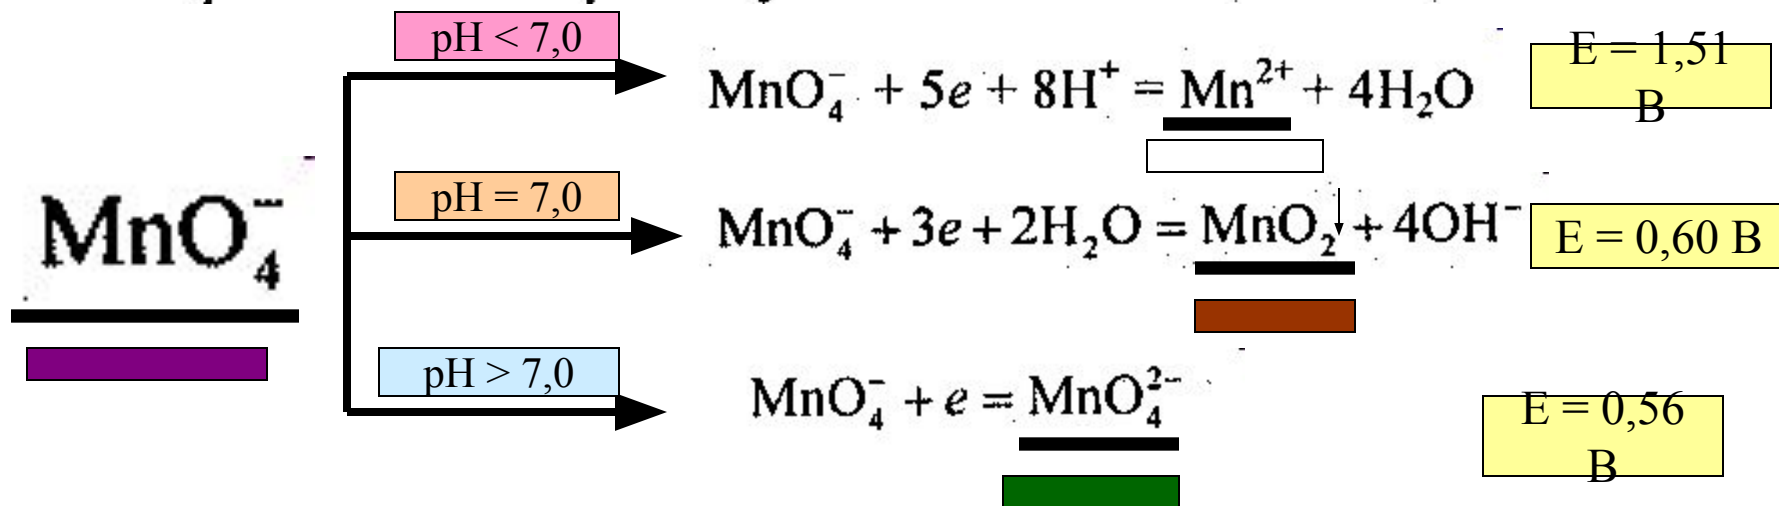 pH < 7,0
MnO₄⁻ + 5e + 8H⁺ = Mn²⁺ + 4H₂O
E = 1,51
В
MnO₄⁻
pH = 7,0
MnO₄⁻ + 3e + 2H₂O = MnO₂↓ + 4OH⁻
E = 0,60 В
pH > 7,0
MnO₄⁻ + e = MnO₄²⁻
E = 0,56
В